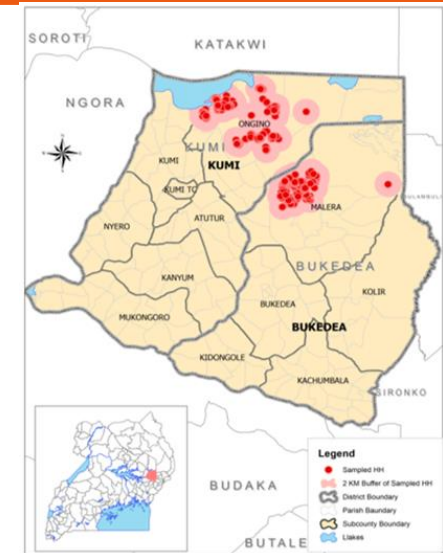 SOROTI
KATAKWI
NGORA
ONGINO
KUMI
KUMI
KUMI
KUMI TC
MALERA
NYERO
ATUTUR
BUKEDEA
KANYUM
KOLIR
BUKEDEA
MUKONGORO
BUKEDEA
KIDONGOLE
KACHUMBALA
SIRONKO
BUDAKA
BUTALE
Legend
Sampled HH
2 KM Buffer of Sampled HH
District Boundary
Parish Baundary
Subcounty Boundary
Llakes